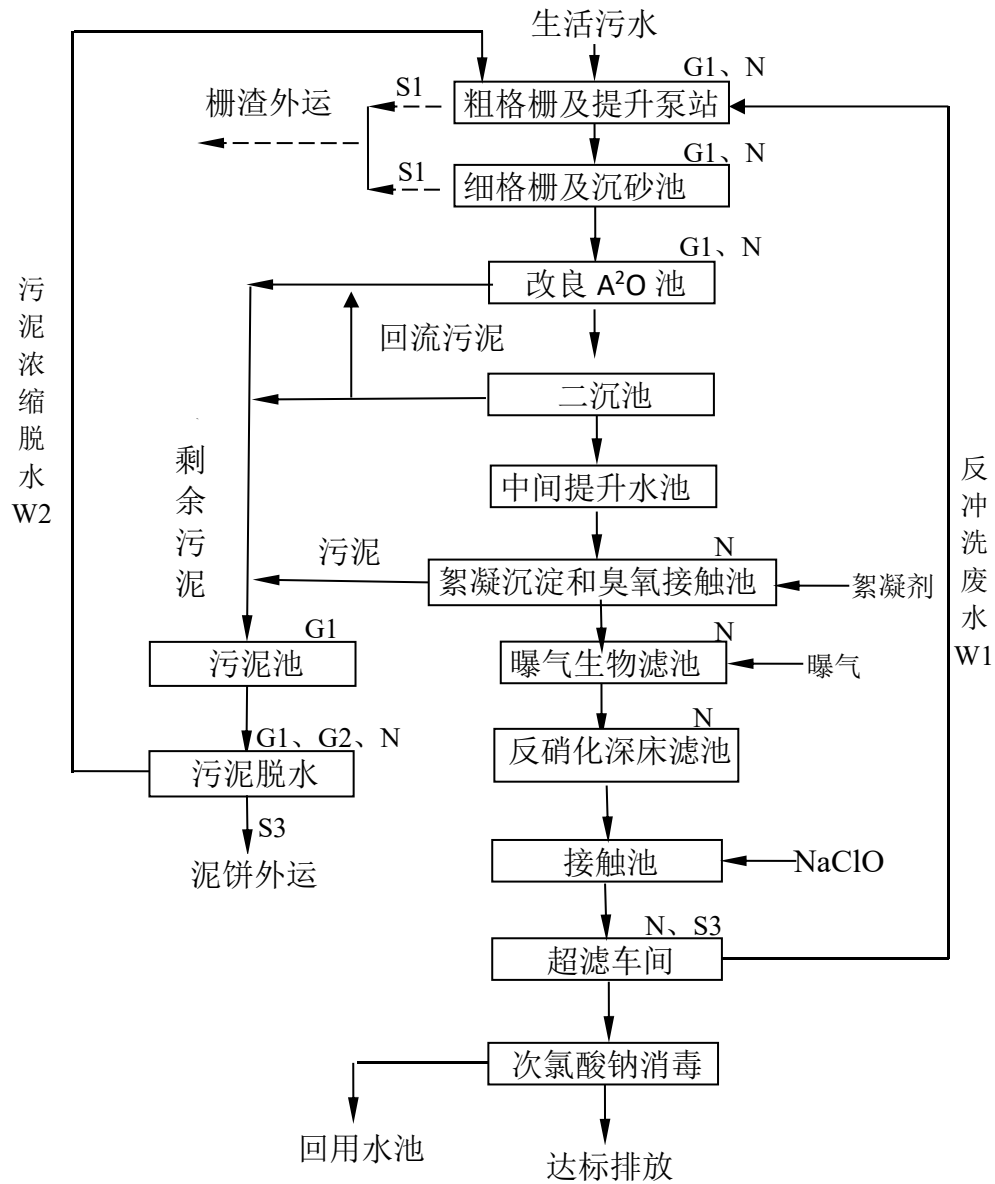 生活污水
G1、N
粗格栅及提升泵站
S1
栅渣外运
G1、N
细格栅及沉砂池
S1
G1、N
改良 A²O 池
回流污泥
二沉池
中间提升水池
N
絮凝沉淀和臭氧接触池
污泥
絮凝剂
N
曝气生物滤池
曝气
N
反硝化深床滤池
接触池
NaClO
N、S3
超滤车间
次氯酸钠消毒
回用水池
达标排放
剩余污泥
G1
污泥池
G1、G2、N
污泥脱水
S3
泥饼外运
污泥浓缩脱水
W2
反冲洗废水
W1